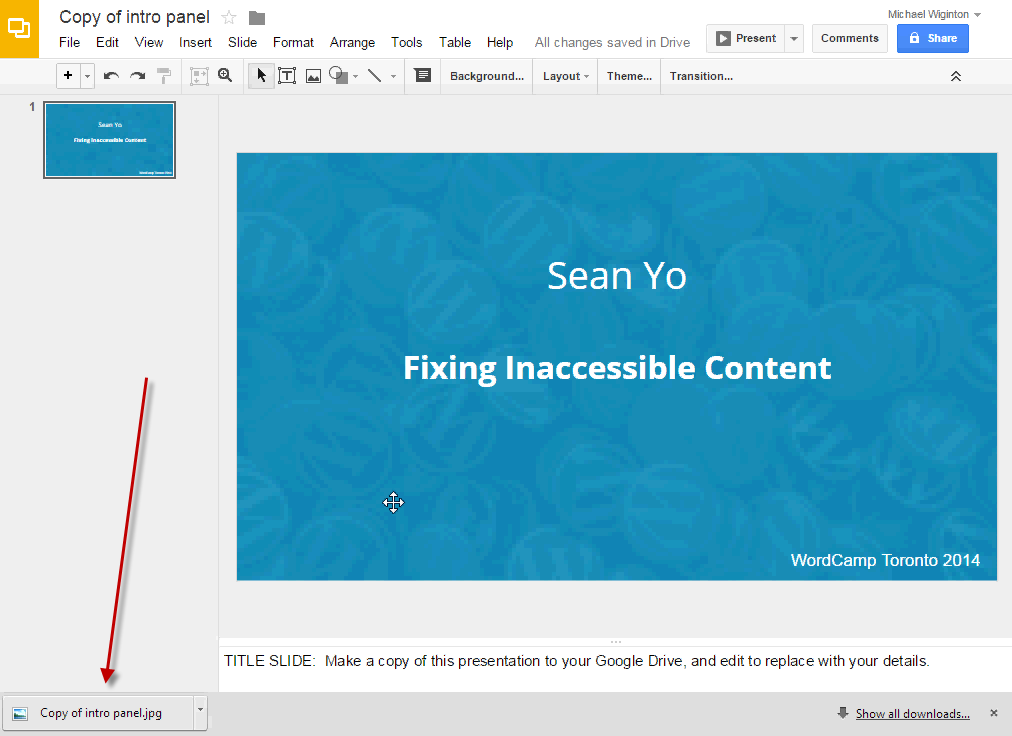 Copy of intro panel
Michael Wiginton
File Edit View Insert Slide Format Arrange Tools Table Help All changes saved in Drive
Present Comments Share
Background... Layout Theme... Transition...
1
Sean Yo
Fixing Inaccessible Content
WordCamp Toronto 2014
Sean Yo
Fixing Inaccessible Content
WordCamp Toronto 2014
TITLE SLIDE:  Make a copy of this presentation to your Google Drive, and edit to replace with your details.
Copy of intro panel.jpg
Show all downloads...